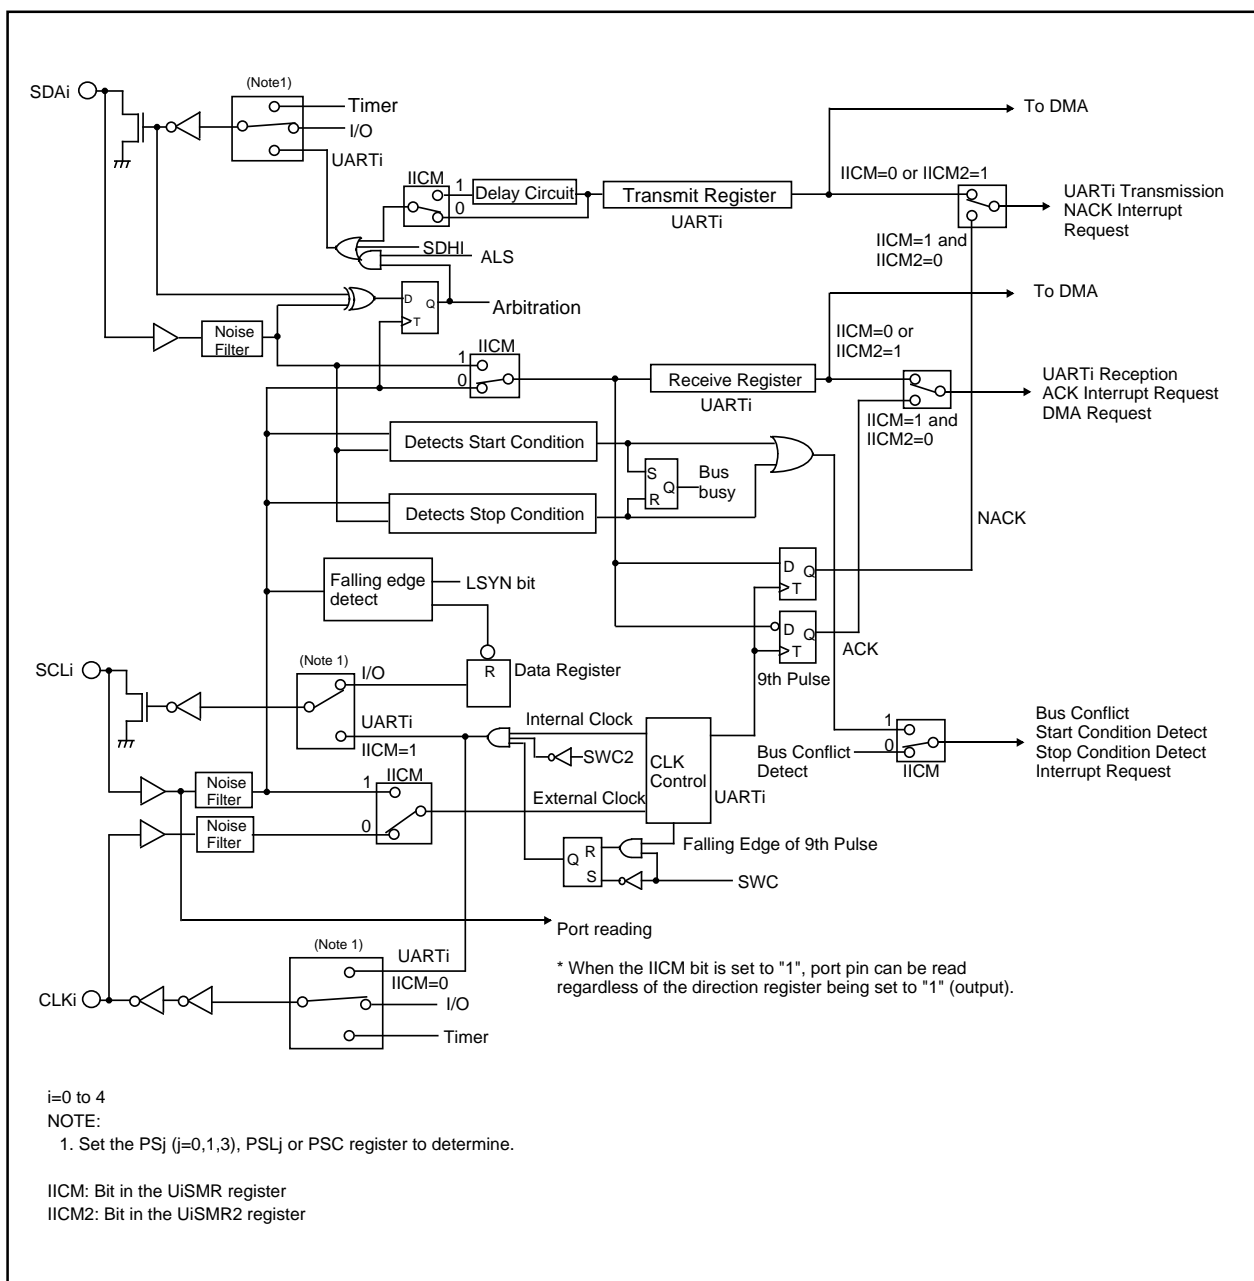 (Note1)
SDAi
Timer
I/O
UARTi
To DMA
IICM
1
0
Delay Circuit
Transmit Register
UARTi
IICM=0 or IICM2=1
UARTi Transmission
NACK Interrupt
Request
IICM=1 and
IICM2=0
SDHI
ALS
D
Q
T
Arbitration
To DMA
Noise
Filter
IICM
1
0
IICM=0 or
IICM2=1
Receive Register
UARTi
UARTi Reception
ACK Interrupt Request
DMA Request
IICM=1 and
IICM2=0
Detects Start Condition
S
Q
R
Bus
busy
Detects Stop Condition
NACK
Falling edge
detect
LSYN bit
D
Q
T
D
Q
T
ACK
9th Pulse
SCLi
(Note 1)
I/O
R
Data Register
UARTi
IICM=1
Internal Clock
SWC2
CLK
Control
UARTi
Bus Conflict
Detect
1
0
IICM
Bus Conflict
Start Condition Detect
Stop Condition Detect
Interrupt Request
Noise
Filter
1
IICM
0
External Clock
Noise
Filter
Falling Edge of 9th Pulse
Q
R
S
SWC
Port reading
(Note 1)
UARTi
IICM=0
CLKi
I/O
Timer
* When the IICM bit is set to "1", port pin can be read
regardless of the direction register being set to "1" (output).
i=0 to 4
NOTE:
1. Set the PSj (j=0,1,3), PSLj or PSC register to determine.
IICM: Bit in the UiSMR register
IICM2: Bit in the UiSMR2 register